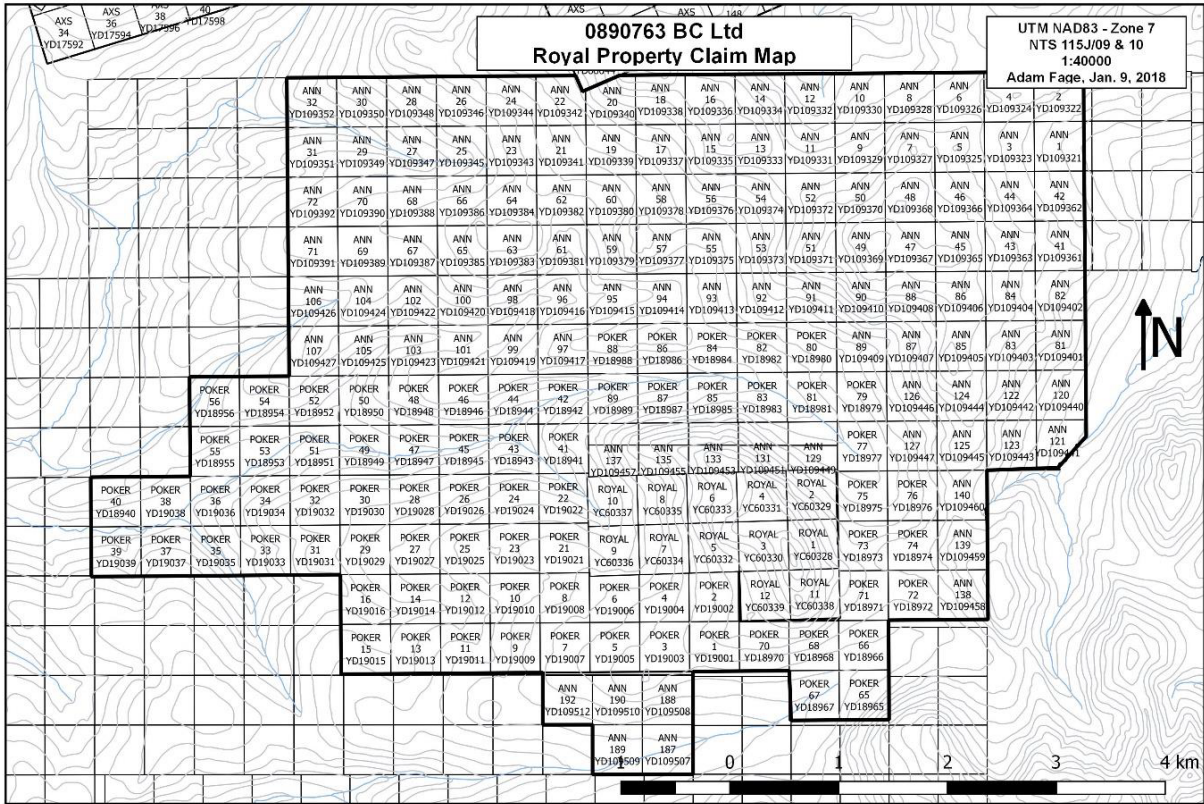 0890763 BC Ltd
Royal Property Claim Map
UTM NAD83 - Zone 7
NTS 115J/09 & 10
1:40000
Adam Fage, Jan. 9, 2018
AXS
34
YD17592
AXS
36
YD17594
38
YD17596
40
YD17598
AXS
AXS
148
ANN
32
YD109352
ANN
30
YD109350
ANN
28
YD109348
ANN
26
YD109346
ANN
24
YD109344
ANN
22
YD109342
ANN
20
YD109340
ANN
18
YD109338
ANN
16
YD109336
ANN
14
YD109334
ANN
12
YD109332
ANN
10
YD109330
ANN
8
YD109328
ANN
6
YD109326
4
YD109324
2
YD109322
ANN
31
YD109351
ANN
29
YD109349
ANN
27
YD109347
ANN
25
YD109345
ANN
23
YD109343
ANN
21
YD109341
ANN
19
YD109339
ANN
17
YD109337
ANN
15
YD109335
ANN
13
YD109333
ANN
11
YD109331
ANN
9
YD109329
ANN
7
YD109327
ANN
5
YD109325
ANN
3
YD109323
ANN
1
YD109321
ANN
72
YD109392
ANN
70
YD109390
ANN
68
YD109388
ANN
66
YD109386
ANN
64
YD109384
ANN
62
YD109382
ANN
60
YD109380
ANN
58
YD109378
ANN
56
YD109376
ANN
54
YD109374
ANN
52
YD109372
ANN
50
YD109370
ANN
48
YD109368
ANN
46
YD109366
ANN
44
YD109364
ANN
42
YD109362
ANN
71
YD109391
ANN
69
YD109389
ANN
67
YD109387
ANN
65
YD109385
ANN
63
YD109383
ANN
61
YD109381
ANN
59
YD109379
ANN
57
YD109377
ANN
55
YD109375
ANN
53
YD109373
ANN
51
YD109371
ANN
49
YD109369
ANN
47
YD109367
ANN
45
YD109365
ANN
43
YD109363
ANN
41
YD109361
ANN
106
YD109426
ANN
104
YD109424
ANN
102
YD109422
ANN
100
YD109420
ANN
98
YD109418
ANN
96
YD109416
ANN
95
YD109415
ANN
94
YD109414
ANN
93
YD109413
ANN
92
YD109412
ANN
91
YD109411
ANN
90
YD109410
ANN
88
YD109408
ANN
86
YD109406
ANN
84
YD109404
ANN
82
YD109402
ANN
107
YD109427
ANN
105
YD109425
ANN
103
YD109423
ANN
101
YD109421
ANN
99
YD109419
ANN
97
YD109417
POKER
88
YD18988
POKER
86
YD18986
POKER
84
YD18984
POKER
82
YD18982
POKER
80
YD18980
ANN
89
YD109409
ANN
87
YD109407
ANN
85
YD109405
ANN
83
YD109403
ANN
81
YD109401
N
POKER
56
YD18956
POKER
54
YD18954
POKER
52
YD18952
POKER
50
YD18950
POKER
48
YD18948
POKER
46
YD18946
POKER
44
YD18944
POKER
42
YD18942
POKER
89
YD18989
POKER
87
YD18987
POKER
85
YD18985
POKER
83
YD18983
POKER
81
YD18981
POKER
79
YD18979
ANN
126
YD109446
ANN
124
YD109444
ANN
122
YD109442
ANN
120
YD109440
POKER
55
YD18955
POKER
53
YD18953
POKER
51
YD18951
POKER
49
YD18949
POKER
47
YD18947
POKER
45
YD18945
POKER
43
YD18943
POKER
41
YD18941
ANN
137
YD109457
ANN
135
YD109455
ANN
133
YD109453
ANN
131
YD109451
ANN
129
YD109449
POKER
77
YD18977
ANN
127
YD109447
ANN
125
YD109445
ANN
123
YD109443
ANN
121
YD109441
POKER
40
YD18940
POKER
38
YD19038
POKER
36
YD19036
POKER
34
YD19034
POKER
32
YD19032
POKER
30
YD19030
POKER
28
YD19028
POKER
26
YD19026
POKER
24
YD19024
POKER
22
YD19022
ROYAL
10
YC60337
ROYAL
8
YC60335
ROYAL
6
YC60333
ROYAL
4
YC60331
ROYAL
2
YC60329
POKER
75
YD18975
POKER
76
YD18976
ANN
140
YD109460
POKER
39
YD19039
POKER
37
YD19037
POKER
35
YD19035
POKER
33
YD19033
POKER
31
YD19031
POKER
29
YD19029
POKER
27
YD19027
POKER
25
YD19025
POKER
23
YD19023
POKER
21
YD19021
ROYAL
9
YC60336
ROYAL
7
YC60334
ROYAL
5
YC60332
ROYAL
3
YC60330
ROYAL
1
YC60328
POKER
73
YD18973
POKER
74
YD18974
ANN
139
YD109459
POKER
16
YD19016
POKER
14
YD19014
POKER
12
YD19012
POKER
10
YD19010
POKER
8
YD19008
POKER
6
YD19006
POKER
4
YD19004
POKER
2
YD19002
ROYAL
12
YC60339
ROYAL
11
YC60338
POKER
71
YD18971
POKER
72
YD18972
ANN
138
YD109458
POKER
15
YD19015
POKER
13
YD19013
POKER
11
YD19011
POKER
9
YD19009
POKER
7
YD19007
POKER
5
YD19005
POKER
3
YD19003
POKER
1
YD19001
POKER
70
YD18970
POKER
68
YD18968
POKER
66
YD18966
ANN
192
YD109512
ANN
190
YD109510
ANN
188
YD109508
POKER
67
YD18967
POKER
65
YD18965
ANN
189
YD109509
ANN
187
YD109507
1 0 1 2 3 4 km